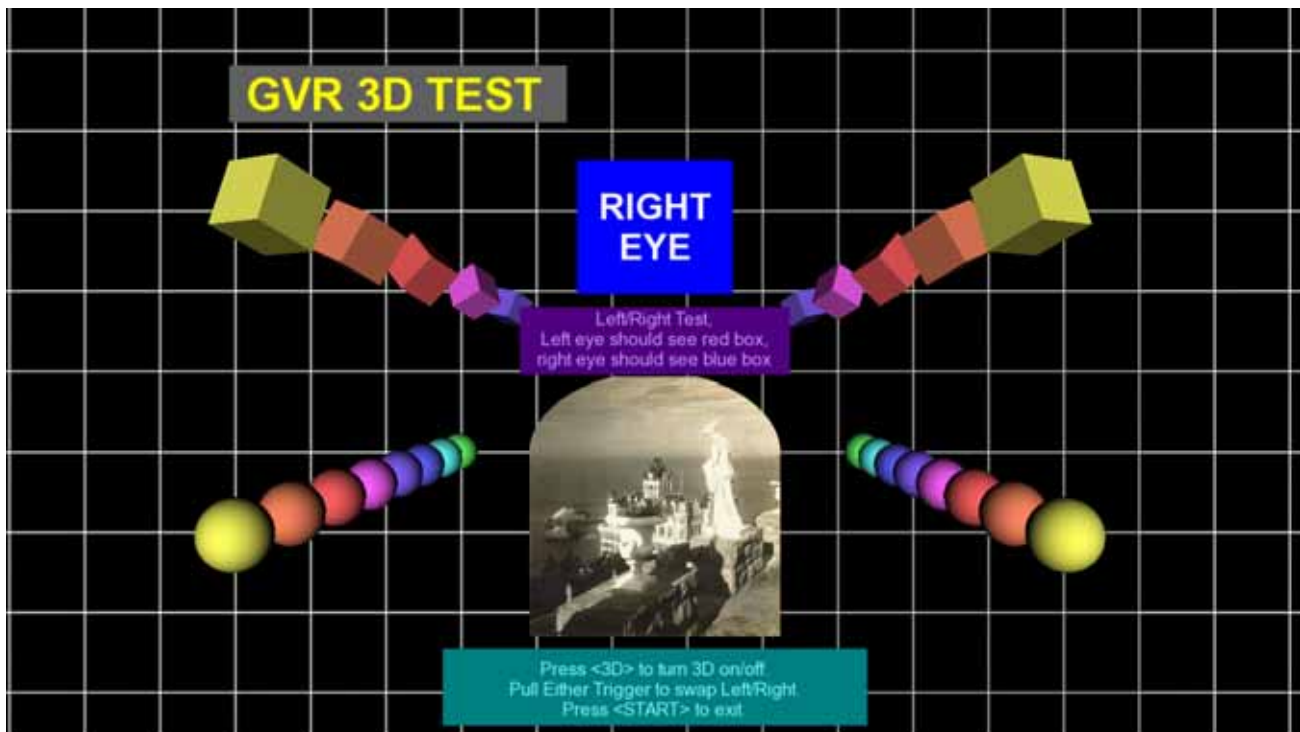 GVR 3D TEST
RIGHT
EYE
Left/Right Test,
Left eye should see red box,
right eye should see blue box
Press <3D> to turn 3D on/off.
Pull Either Trigger to swap Left/Right.
Press <START> to exit